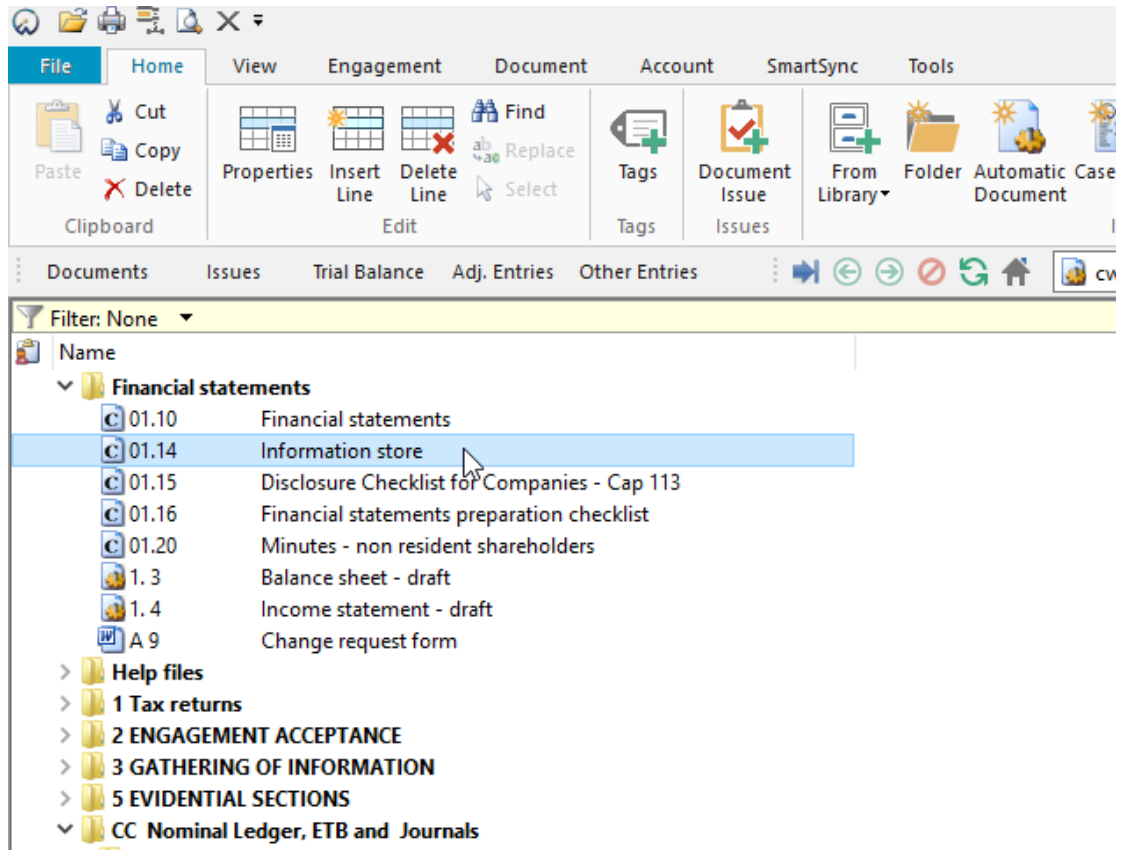 File Home View Engagement Document Account SmartSync Tools
Paste
Cut
Copy
Delete
Clipboard
Properties
Insert Line
Delete Line
Find
Replace
Select
Edit
Tags
Tags
Document Issue
Issues
From Library
Folder
Automatic Document
Case
Documents Issues Trial Balance Adj. Entries Other Entries cw
Filter: None
Name
Financial statements
01.10 Financial statements
01.14 Information store
01.15 Disclosure Checklist for Companies - Cap 113
01.16 Financial statements preparation checklist
01.20 Minutes - non resident shareholders
1. 3 Balance sheet - draft
1. 4 Income statement - draft
A 9 Change request form
Help files
1 Tax returns
2 ENGAGEMENT ACCEPTANCE
3 GATHERING OF INFORMATION
5 EVIDENTIAL SECTIONS
CC Nominal Ledger, ETB and Journals